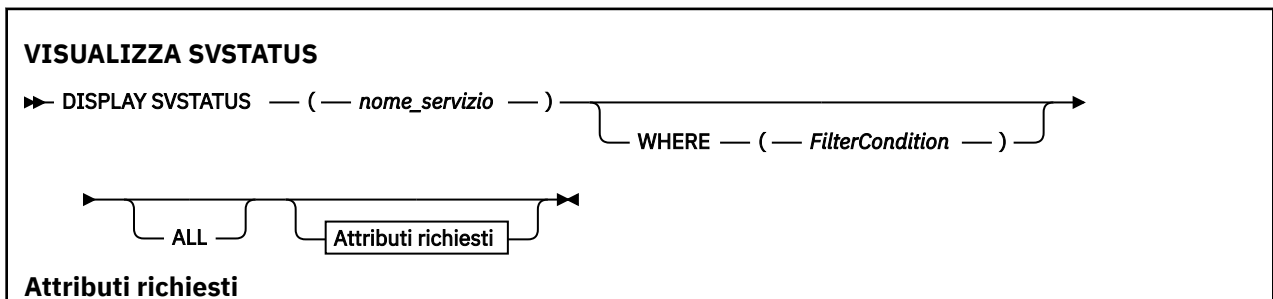 VISUALIZZA SVSTATUS
DISPLAY SVSTATUS ( nome_servizio )
WHERE ( FilterCondition )
ALL Attributi richiesti
Attributi richiesti